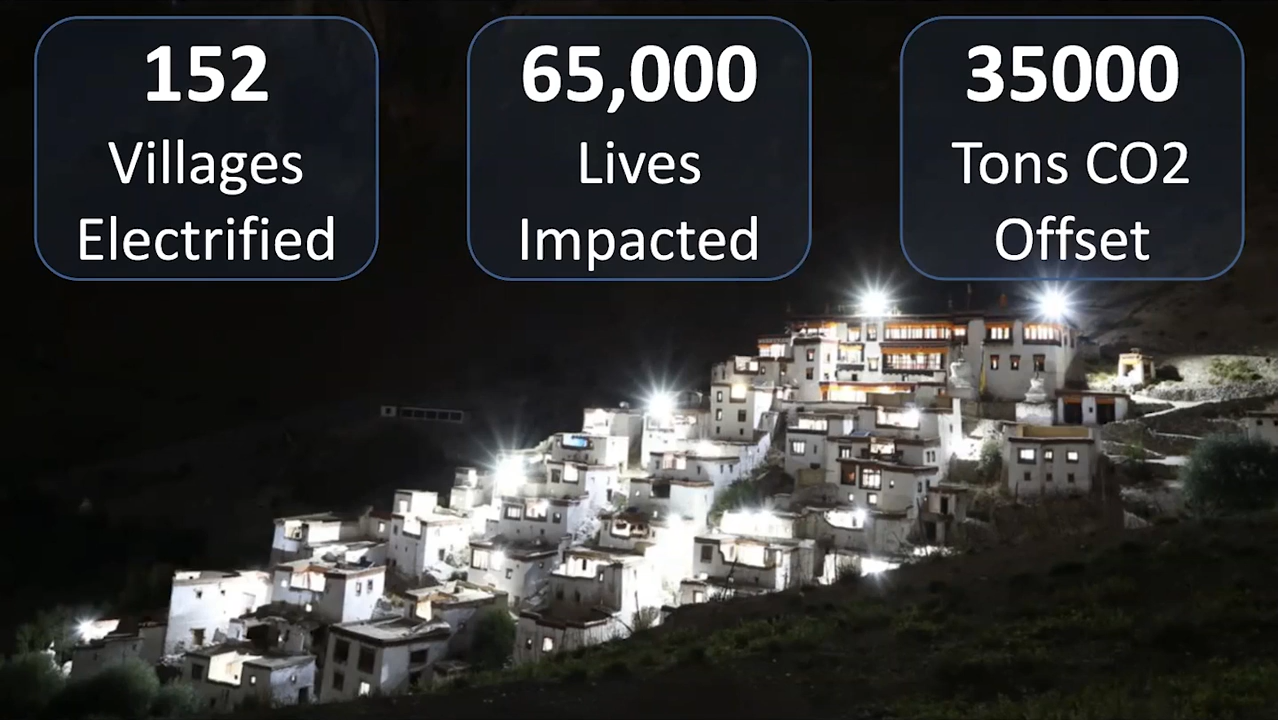 152
Villages
Electrified
65,000
Lives
Impacted
35000
Tons CO2
Offset